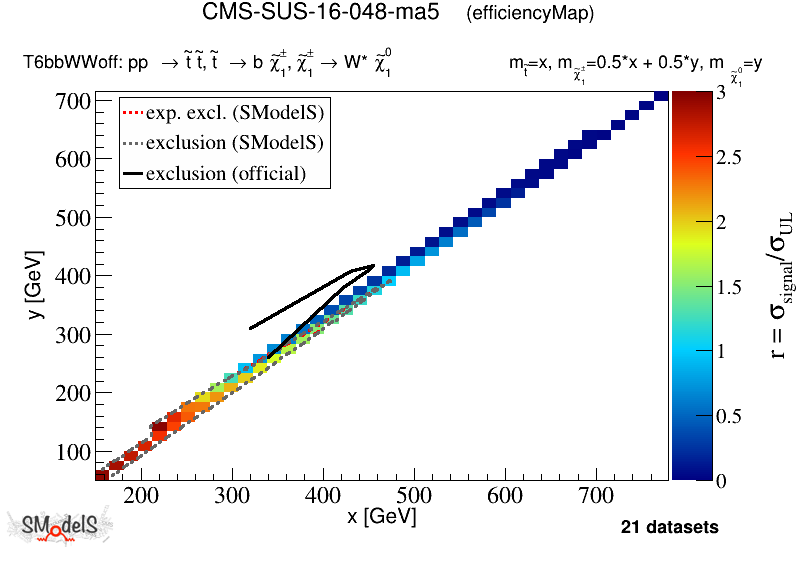 CMS-SUS-16-048-ma5 (efficiencyMap)
T6bbWWoff: pp → t̃ t̃, t̃ → b χ̃₁±, χ̃₁± → W* χ̃₁⁰
m_t̃=x, m_χ̃₁±=0.5*x + 0.5*y, m_χ̃₁⁰=y
exp. excl. (SModelS)
exclusion (SModelS)
exclusion (official)
y [GeV]
700
600
500
400
300
200
100
200 300 400 500 600 700
x [GeV]
3
2.5
2
1.5
1
0.5
0
r = σ_signal/σ_UL
SModelS
21 datasets